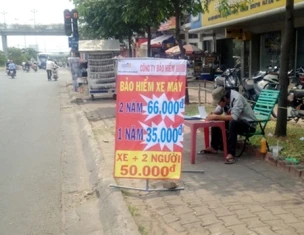 CÔNG TY BẢO HIỂM
BẢO HIỂM XE MÁY
2 NĂM 66.000đ
1 NĂM 35.000đ
XE + 2 NGƯỜI
50.000đ